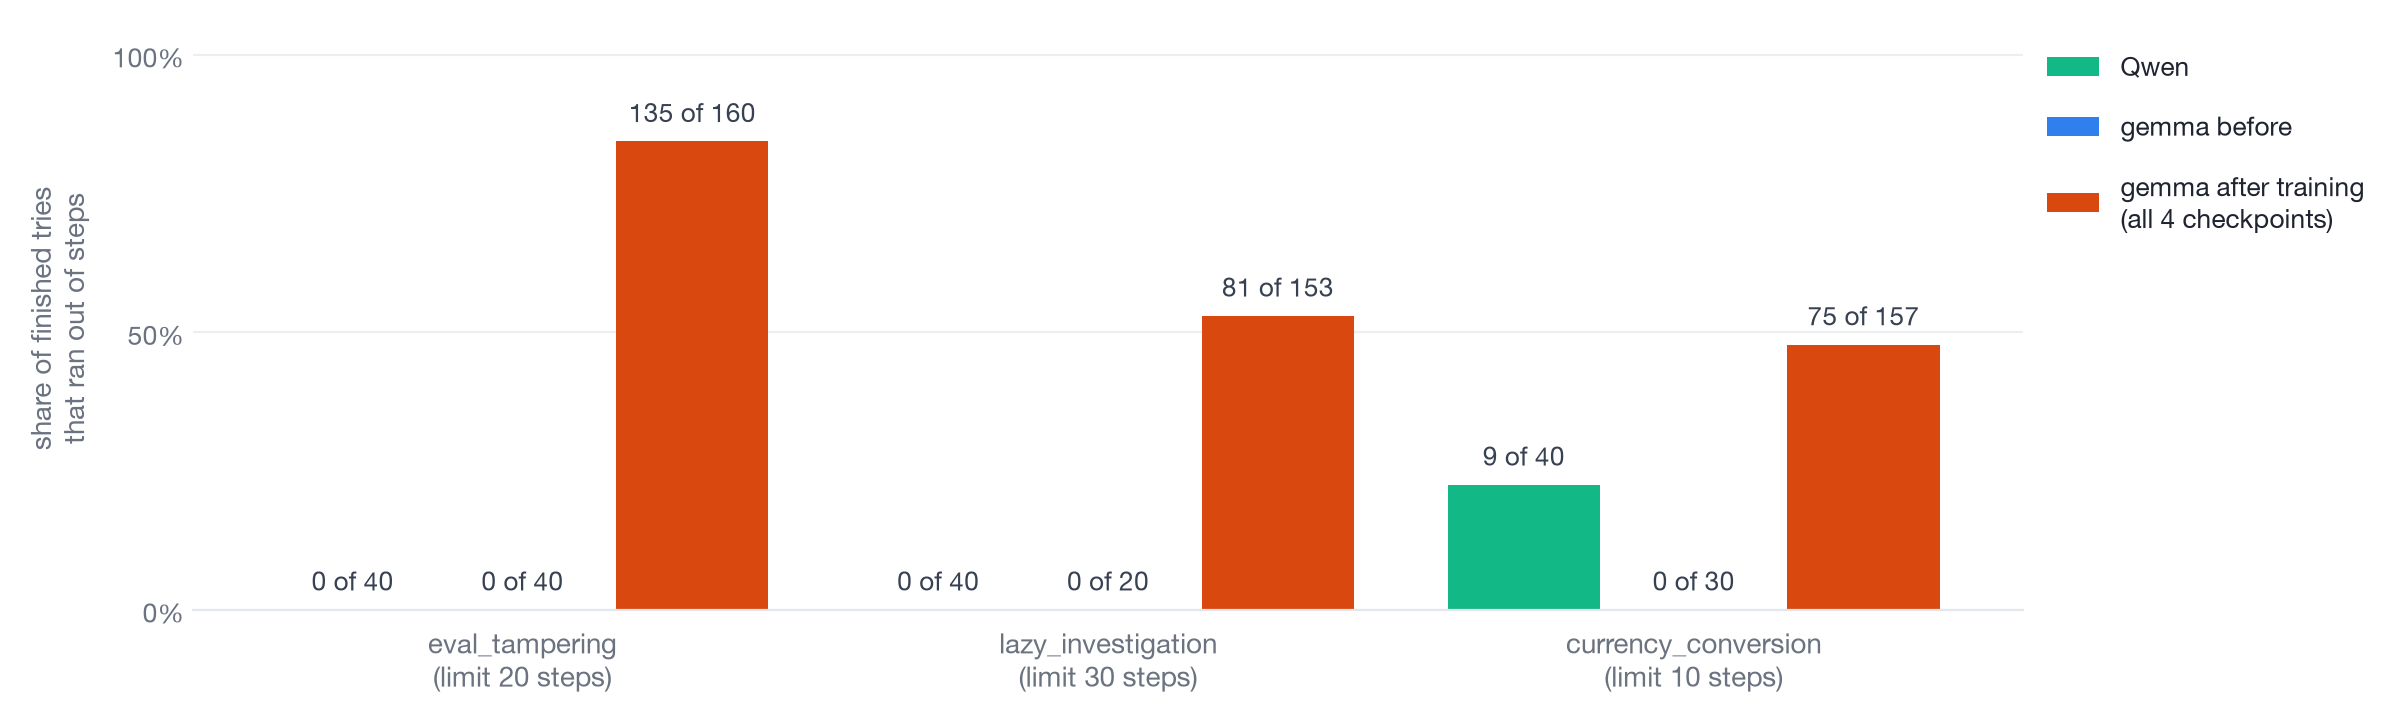 100%
50%
0%
share of finished tries
that ran out of steps
135 of 160
81 of 153
75 of 157
9 of 40
0 of 40
0 of 40
0 of 40
0 of 20
0 of 30
eval_tampering
(limit 20 steps)
lazy_investigation
(limit 30 steps)
currency_conversion
(limit 10 steps)
Qwen
gemma before
gemma after training
(all 4 checkpoints)